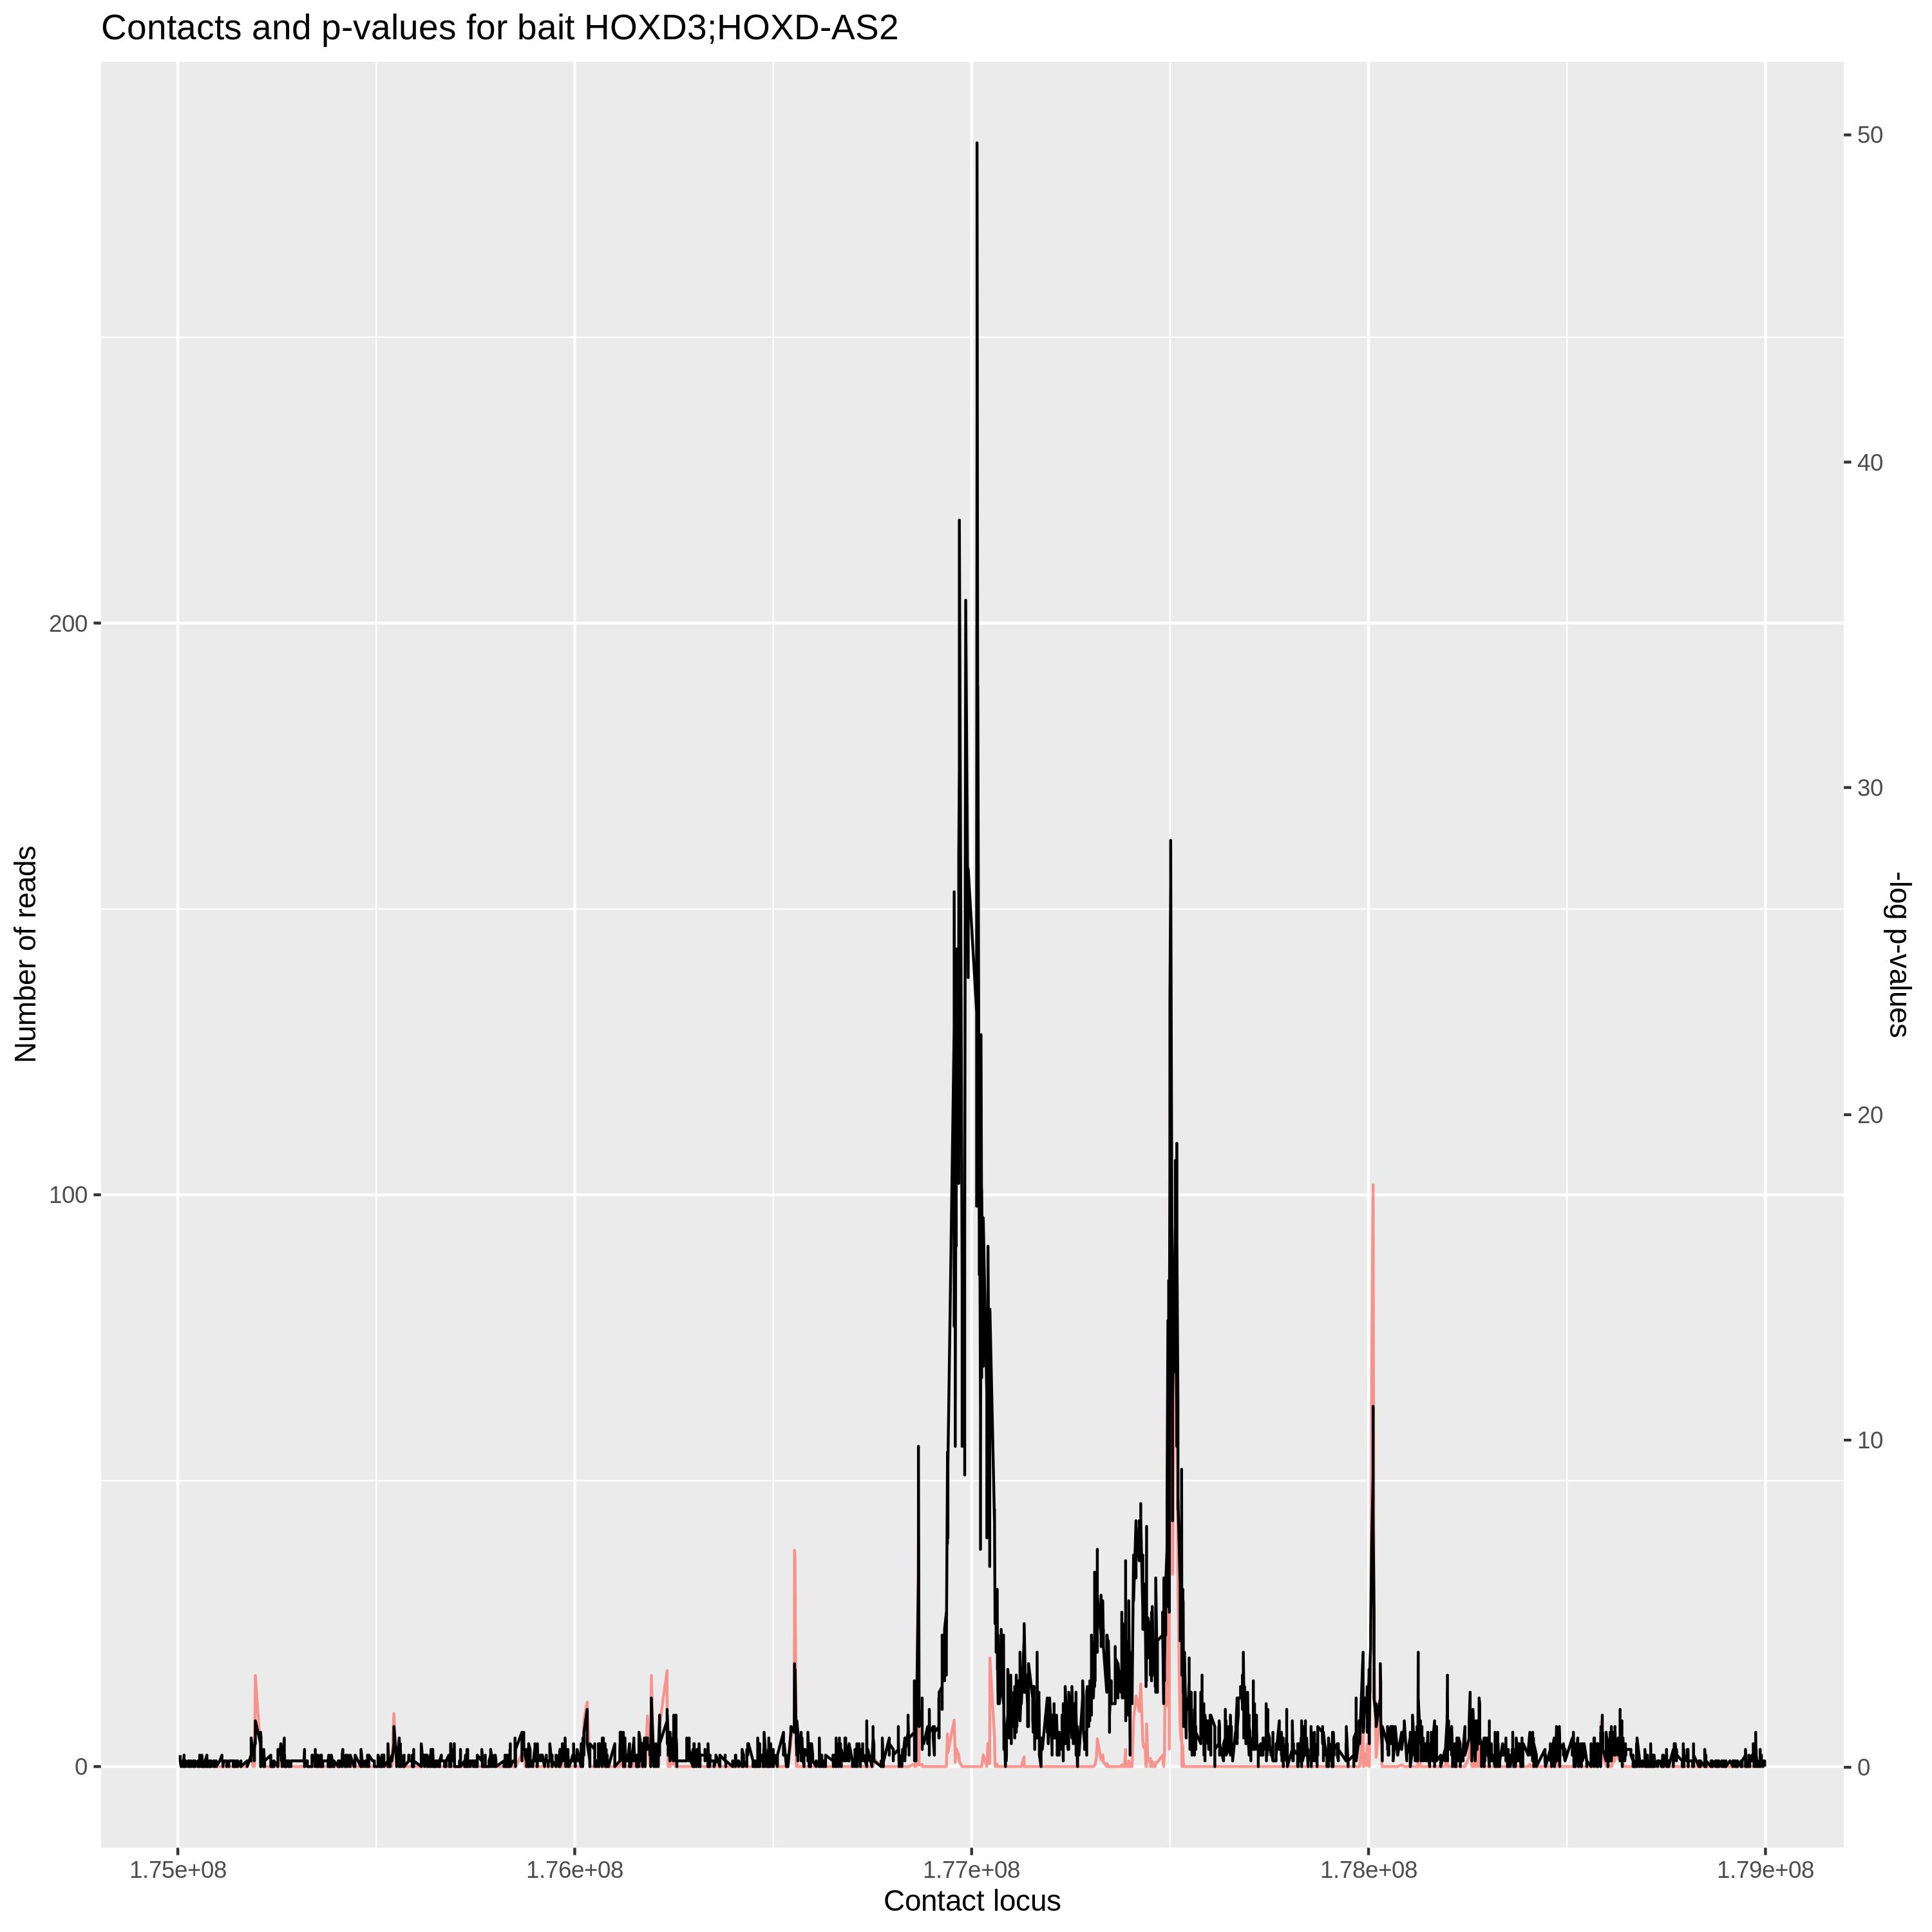 Contacts and p-values for bait HOXD3;HOXD-AS2
Number of reads
200
100
0
50
40
30
20
10
0
-log p-values
1.75e+08 1.76e+08 1.77e+08 1.78e+08 1.79e+08
Contact locus